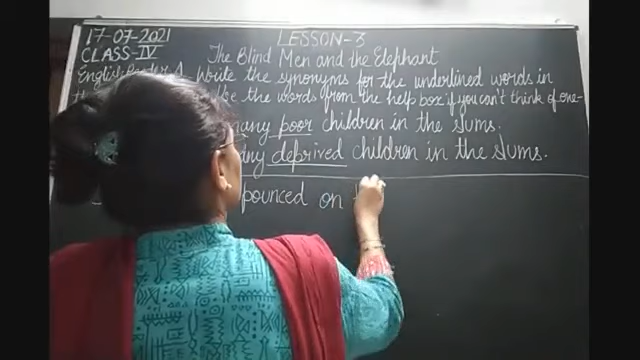 17-07-2021
LESSON-3
CLASS-IV
The Blind Men and the Elephant
English write the synonyms for the underlined words in
the words from the help box if you can't think of one-
many poor children in the slums.
deprived children in the slums.
pounced on